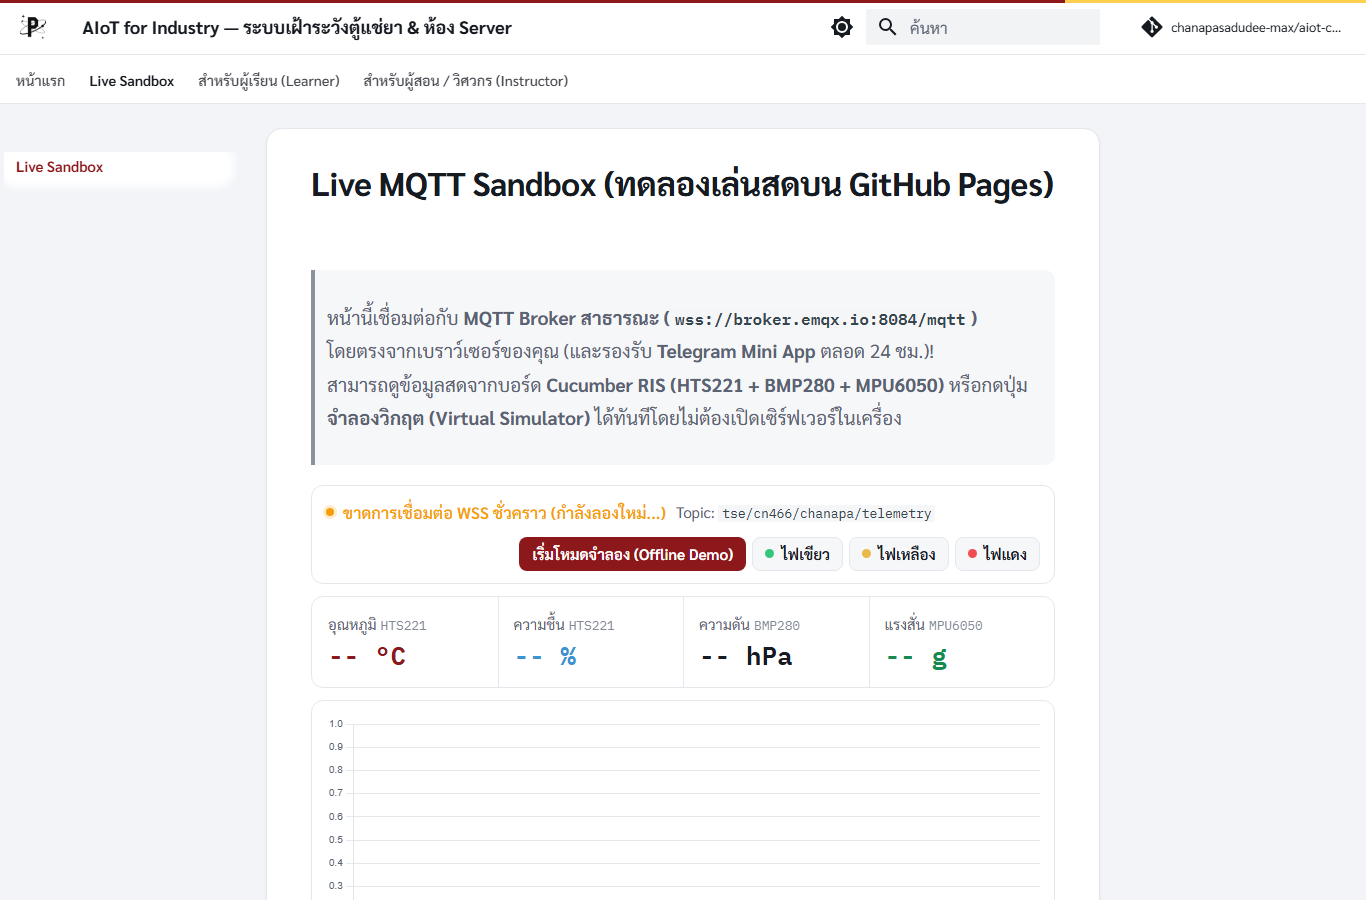 P
AIoT for Industry — ระบบเฝ้าระวังตู้แช่ยา & ห้อง Server
ค้นหา
chanapasadudee-max/aiot-c...
หน้าแรก
Live Sandbox
สำหรับผู้เรียน (Learner)
สำหรับผู้สอน / วิศวกร (Instructor)
Live Sandbox
Live MQTT Sandbox (ทดลองเล่นสดบน GitHub Pages)
หน้านี้เชื่อมต่อกับ MQTT Broker สาธารณะ ( wss://broker.emqx.io:8084/mqtt )
โดยตรงจากเบราว์เซอร์ของคุณ (และรองรับ Telegram Mini App ตลอด 24 ชม.)!
สามารถดูข้อมูลสดจากบอร์ด Cucumber RIS (HTS221 + BMP280 + MPU6050) หรือกดปุ่ม
จำลองวิกฤต (Virtual Simulator) ได้ทันทีโดยไม่ต้องเปิดเซิร์ฟเวอร์ในเครื่อง
ขาดการเชื่อมต่อ WSS ชั่วคราว (กำลังลองใหม่...) Topic: tse/cn466/chanapa/telemetry
เริ่มโหมดจำลอง (Offline Demo)
ไฟเขียว
ไฟเหลือง
ไฟแดง
อุณหภูมิ HTS221
-- °C
ความชื้น HTS221
-- %
ความดัน BMP280
-- hPa
แรงสั่น MPU6050
-- g
1.0
0.9
0.8
0.7
0.6
0.5
0.4
0.3